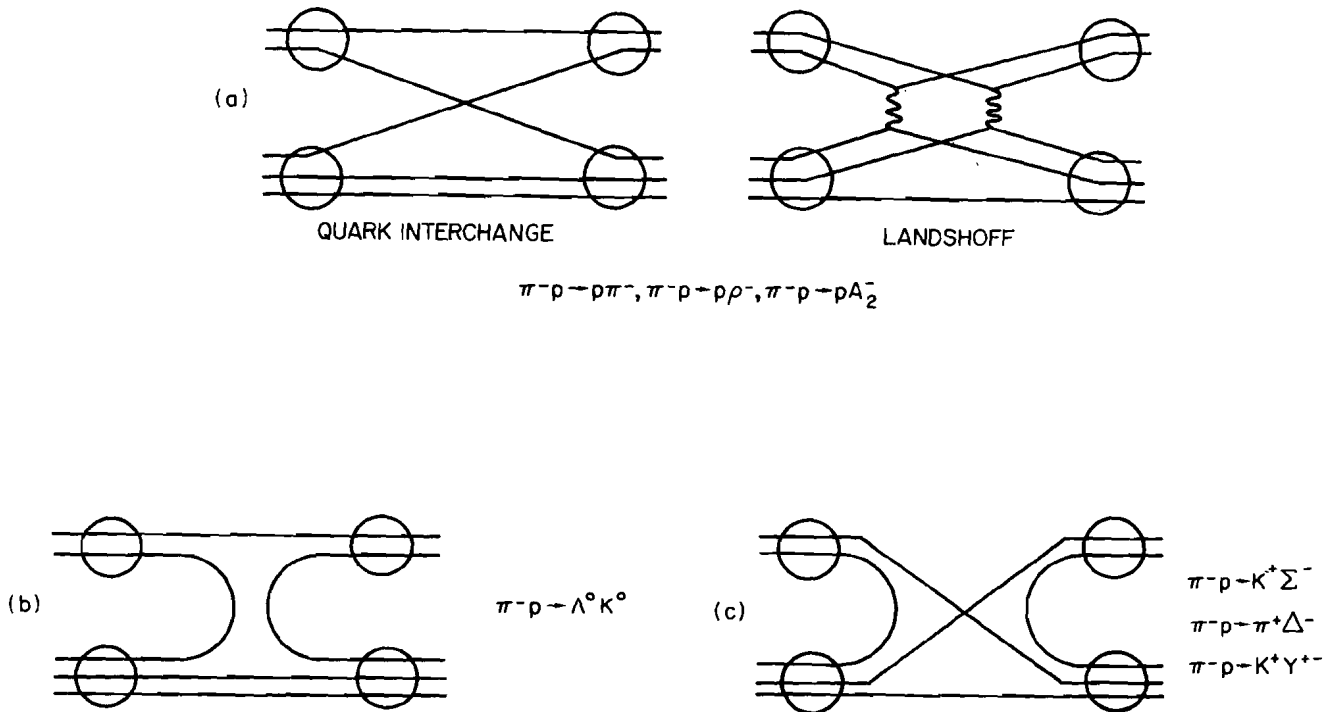 (a)
QUARK INTERCHANGE
LANDSHOFF
π-p→pπ-, π-p→pρ-, π-p→pA₂⁻
(b)
π-p→Λ°K°
(c)
π-p→K⁺Σ⁻
π-p→π⁺Δ⁻
π-p→K⁺Y⁺⁻